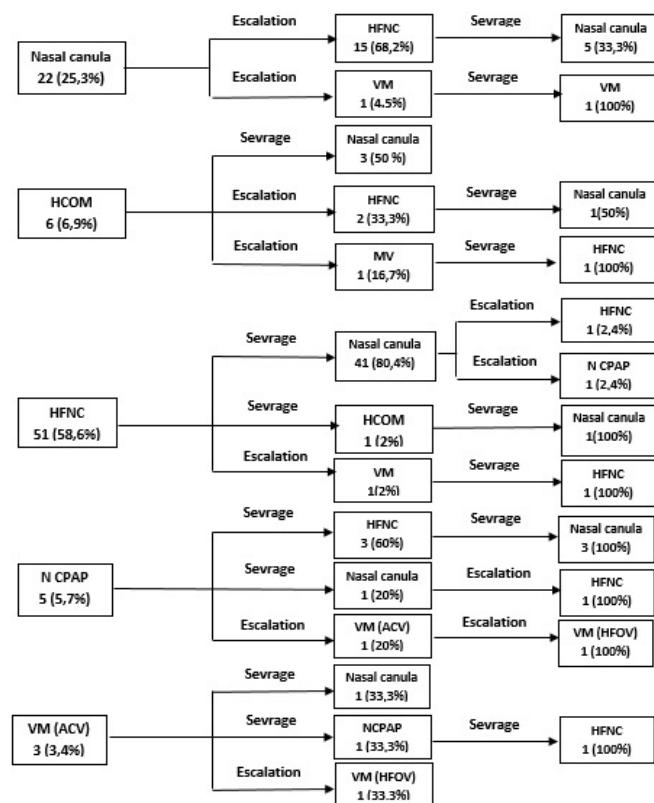 Escalation
HFNC
15 (68,2%)
Sevrage
Nasal canula
5 (33,3%)
Nasal canula
22 (25,3%)
Escalation
VM
1 (4.5%)
Sevrage
VM
1 (100%)
Sevrage
Nasal canula
3 (50 %)
HCOM
6 (6,9%)
Escalation
HFNC
2 (33,3%)
Sevrage
Nasal canula
1(50%)
Escalation
MV
1 (16,7%)
Sevrage
HFNC
1 (100%)
Sevrage
Nasal canula
41 (80,4%)
Escalation
HFNC
1 (2,4%)
Escalation
N CPAP
1 (2,4%)
HFNC
51 (58,6%)
Sevrage
HCOM
1 (2%)
Sevrage
Nasal canula
1(100%)
Escalation
VM
1(2%)
Sevrage
HFNC
1 (100%)
Sevrage
HFNC
3 (60%)
Sevrage
Nasal canula
3 (100%)
N CPAP
5 (5,7%)
Sevrage
Nasal canula
1 (20%)
Escalation
HFNC
1 (100%)
Escalation
VM (ACV)
1 (20%)
Escalation
VM (HFOV)
1 (100%)
Sevrage
Nasal canula
1 (33,3%)
VM (ACV)
3 (3,4%)
Sevrage
NCPAP
1 (33,3%)
Sevrage
HFNC
1 (100%)
Escalation
VM (HFOV)
1 (33.3%)